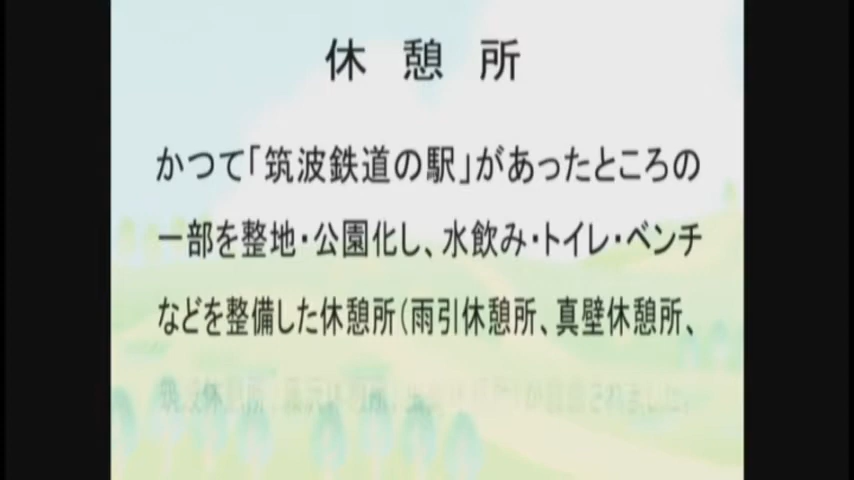 休憩所
かつて「筑波鉄道の駅」があったところの
一部を整地・公園化し、水飲み・トイレ・ベンチ
などを整備した休憩所（雨引休憩所、真壁休憩所、